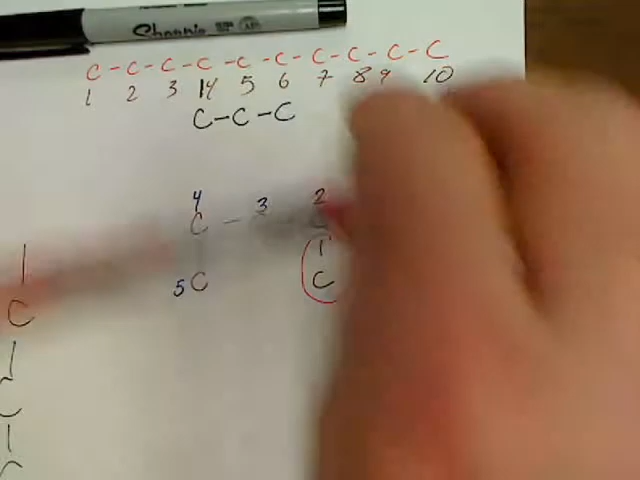 Sharpie
C-C-C-C-C-C-C-C-C-C
1 2 3 4 5 6 7 8 9 10
C-C-C
4 3 2
C -
1
5 C C
C
C